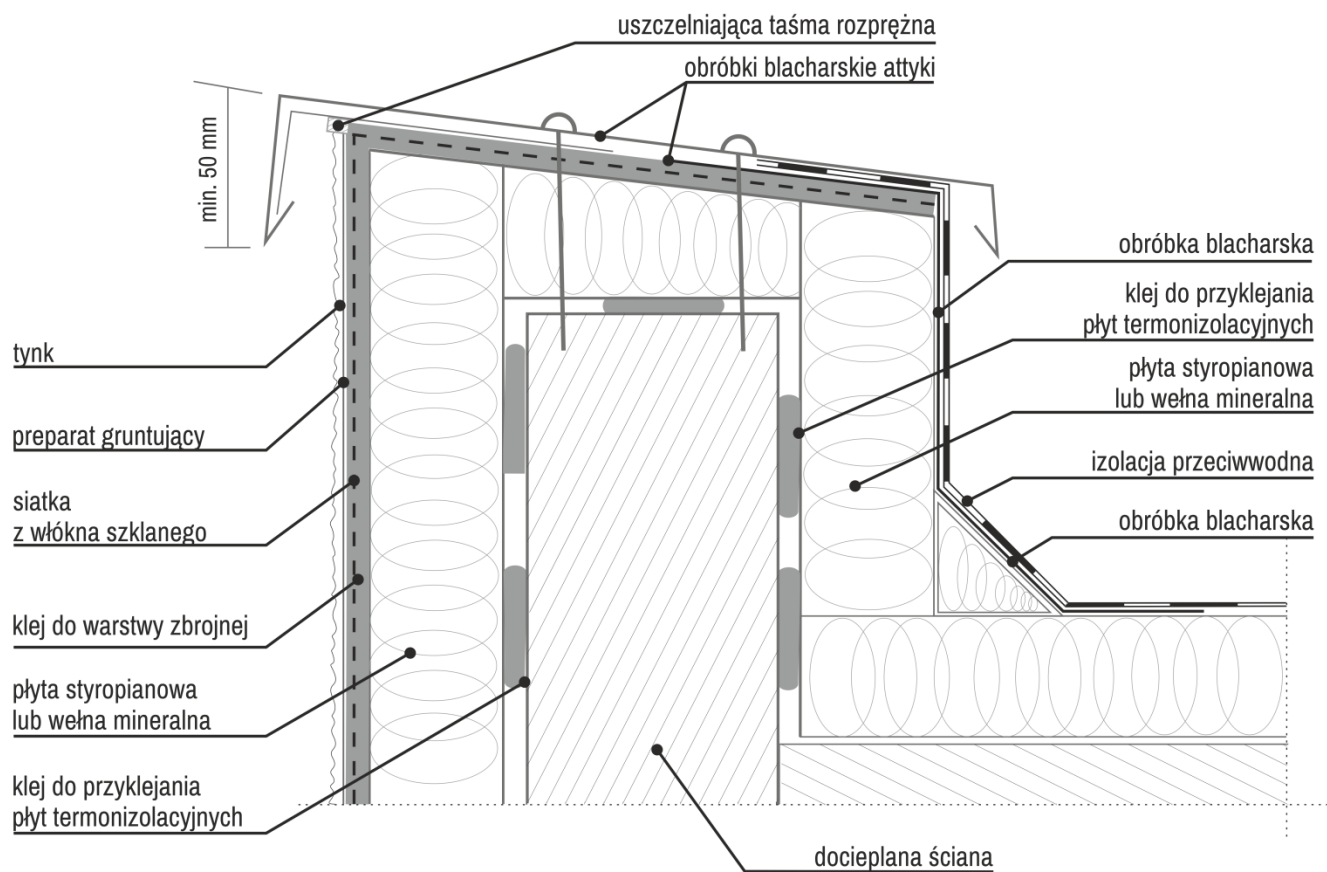 uszczelniająca taśma rozprężna
obróbki blacharskie attyki
min. 50 mm
tynk
preparat gruntujący
siatka
z włókna szklanego
klej do warstwy zbrojnej
płyta styropianowa
lub wełna mineralna
klej do przyklejania
płyt termonizolacyjnych
obróbka blacharska
klej do przyklejania
płyt termonizolacyjnych
płyta styropianowa
lub wełna mineralna
izolacja przeciwwodna
obróbka blacharska
docieplana ściana